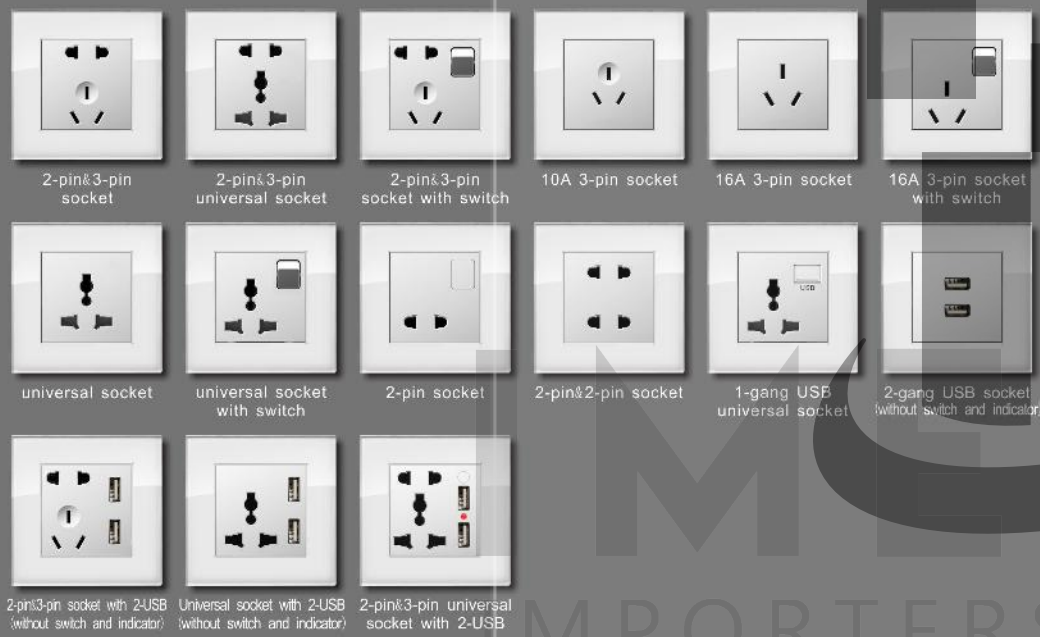 2-pin&3-pin
socket
2-pin&3-pin
universal socket
2-pin&3-pin
socket with switch
10A 3-pin socket
16A 3-pin socket
16A 3-pin socket
with switch
universal socket
universal socket
with switch
2-pin socket
2-pin&2-pin socket
USB
1-gang USB
universal socket
2-gang USB socket
(without switch and indicator)
2-pin&3-pin socket with 2-USB
(without switch and indicator)
Universal socket with 2-USB
(without switch and indicator)
2-pin&3-pin universal
socket with 2-USB
IME
IMPORTERS